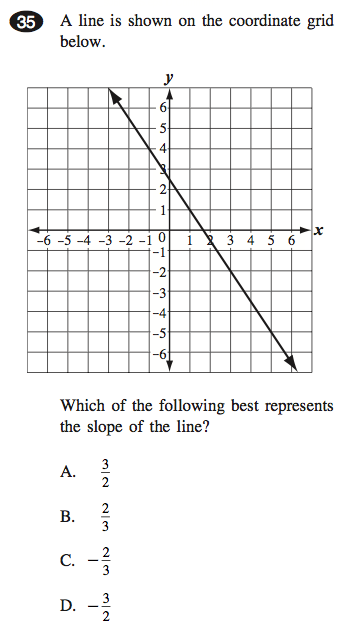 35 A line is shown on the coordinate grid
below.
y
6
5
4
3
2
1
x
-6 -5 -4 -3 -2 -1 0 1 2 3 4 5 6
-1
-2
-3
-4
-5
-6
Which of the following best represents
the slope of the line?
A. 3/2
B. 2/3
C. -2/3
D. -3/2